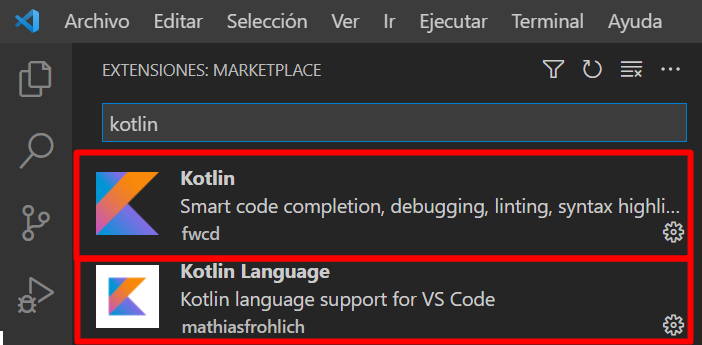 Archivo Editar Selección Ver Ir Ejecutar Terminal Ayuda
EXTENSIONES: MARKETPLACE
kotlin
Kotlin
Smart code completion, debugging, linting, syntax highli...
fwcd
Kotlin Language
Kotlin language support for VS Code
mathiasfrohlich